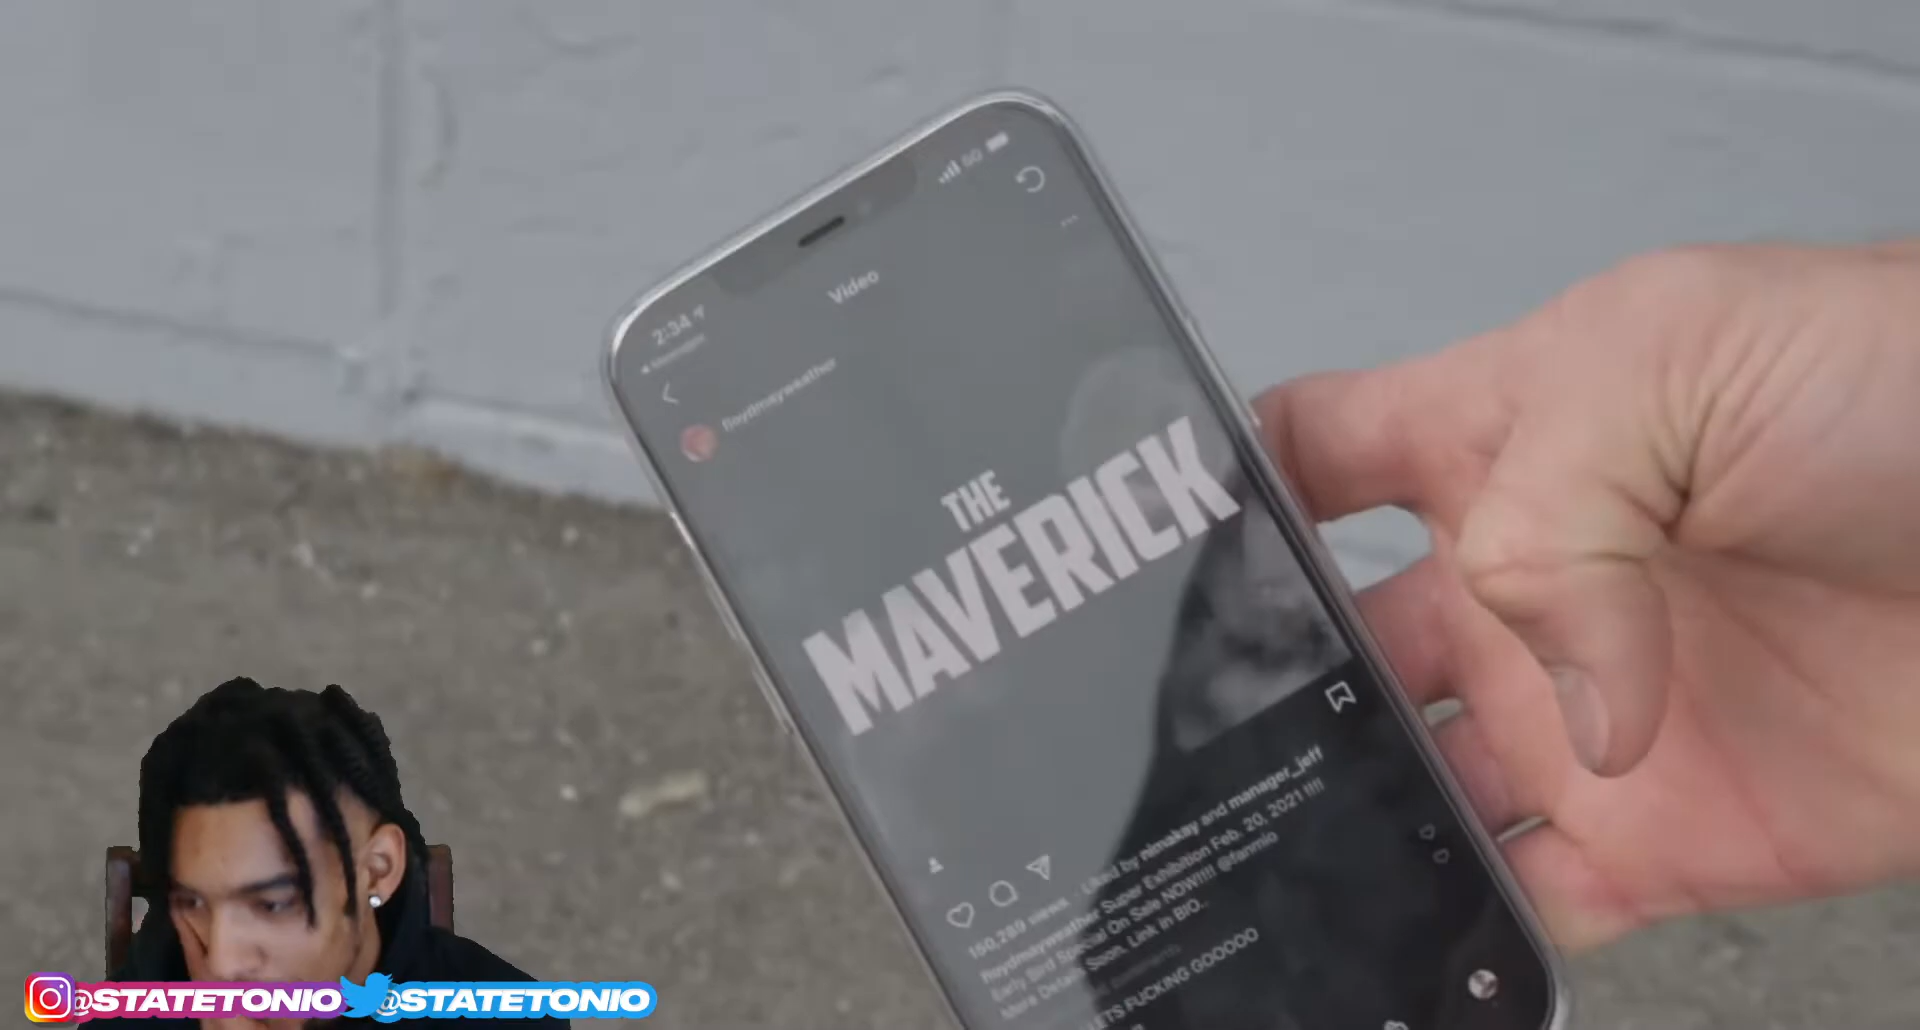 5G
2:34
Video
floydmayweather
THE
MAVERICK
150,289 views · Liked by nimakay and manager_jeff
floydmayweather Super Exhibition Feb. 20, 2021 !!!!
Early Bird Special On Sale NOW!!!! @fanmio
More Details Soon. Link in BIO..
LETS FUCKING GOOOOO
@STATETONIO @STATETONIO